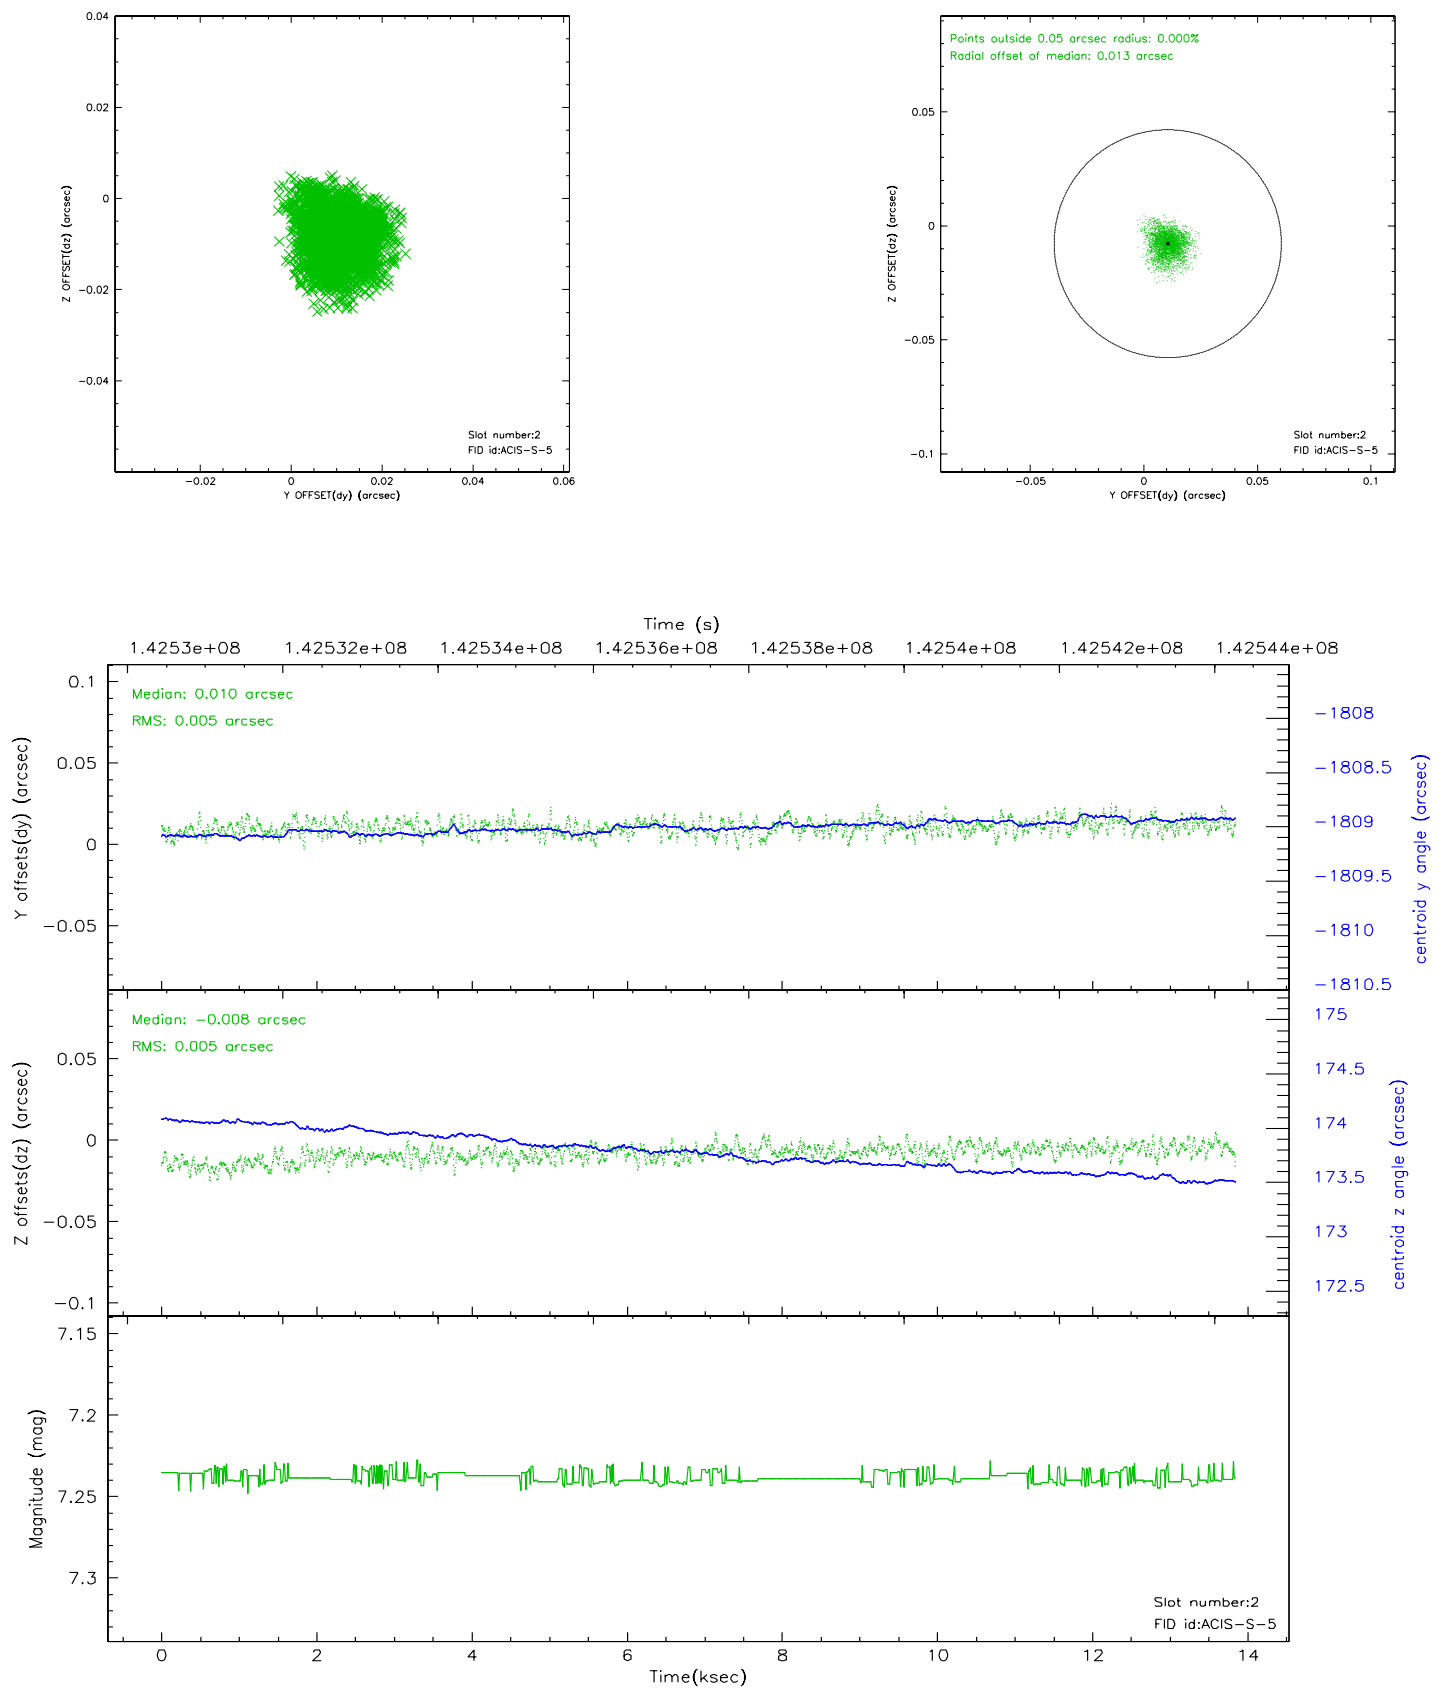 0.04
0.02
0
−0.02
−0.04
Z OFFSET(dz) (arcsec)
Slot number:2
FID id:ACIS−S−5
−0.02 0 0.02 0.04 0.06
Y OFFSET(dy) (arcsec)
Points outside 0.05 arcsec radius: 0.000%
Radial offset of median: 0.013 arcsec
0.05
0
−0.05
−0.1
Z OFFSET(dz) (arcsec)
Slot number:2
FID id:ACIS−S−5
−0.05 0 0.05 0.1
Y OFFSET(dy) (arcsec)
Time (s)
1.4253e+08 1.42532e+08 1.42534e+08 1.42536e+08 1.42538e+08 1.4254e+08 1.42542e+08 1.42544e+08
Median: 0.010 arcsec
RMS: 0.005 arcsec
0.1
0.05
0
−0.05
Y offsets(dy) (arcsec)
−1808
−1808.5
−1809
−1809.5
−1810
−1810.5
centroid y angle (arcsec)
Median: −0.008 arcsec
RMS: 0.005 arcsec
0.05
0
−0.05
−0.1
Z offsets(dz) (arcsec)
175
174.5
174
173.5
173
172.5
centroid z angle (arcsec)
7.15
7.2
7.25
7.3
Magnitude (mag)
Slot number:2
FID id:ACIS−S−5
0 2 4 6 8 10 12 14
Time(ksec)